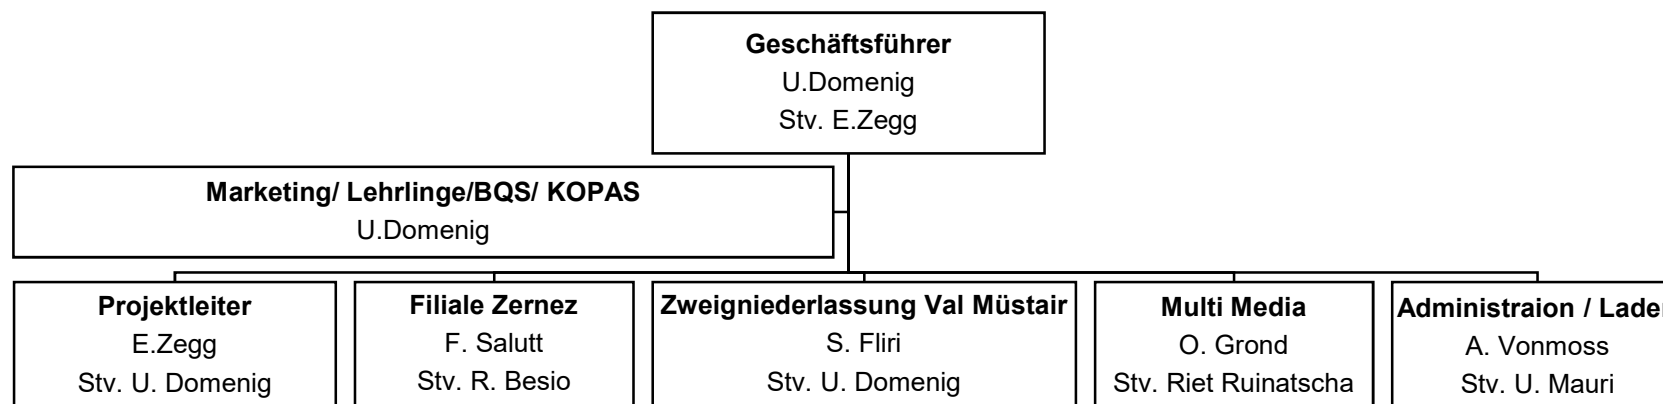 Geschäftsführer
U.Domenig
Stv. E.Zegg
Marketing/ Lehrlinge/BQS/ KOPAS
U.Domenig
Projektleiter
E.Zegg
Stv. U. Domenig
Filiale Zernez
F. Salutt
Stv. R. Besio
Zweigniederlassung Val Müstair
S. Fliri
Stv. U. Domenig
Multi Media
O. Grond
Stv. Riet Ruinatscha
Administraion / Lade
A. Vonmoss
Stv. U. Mauri